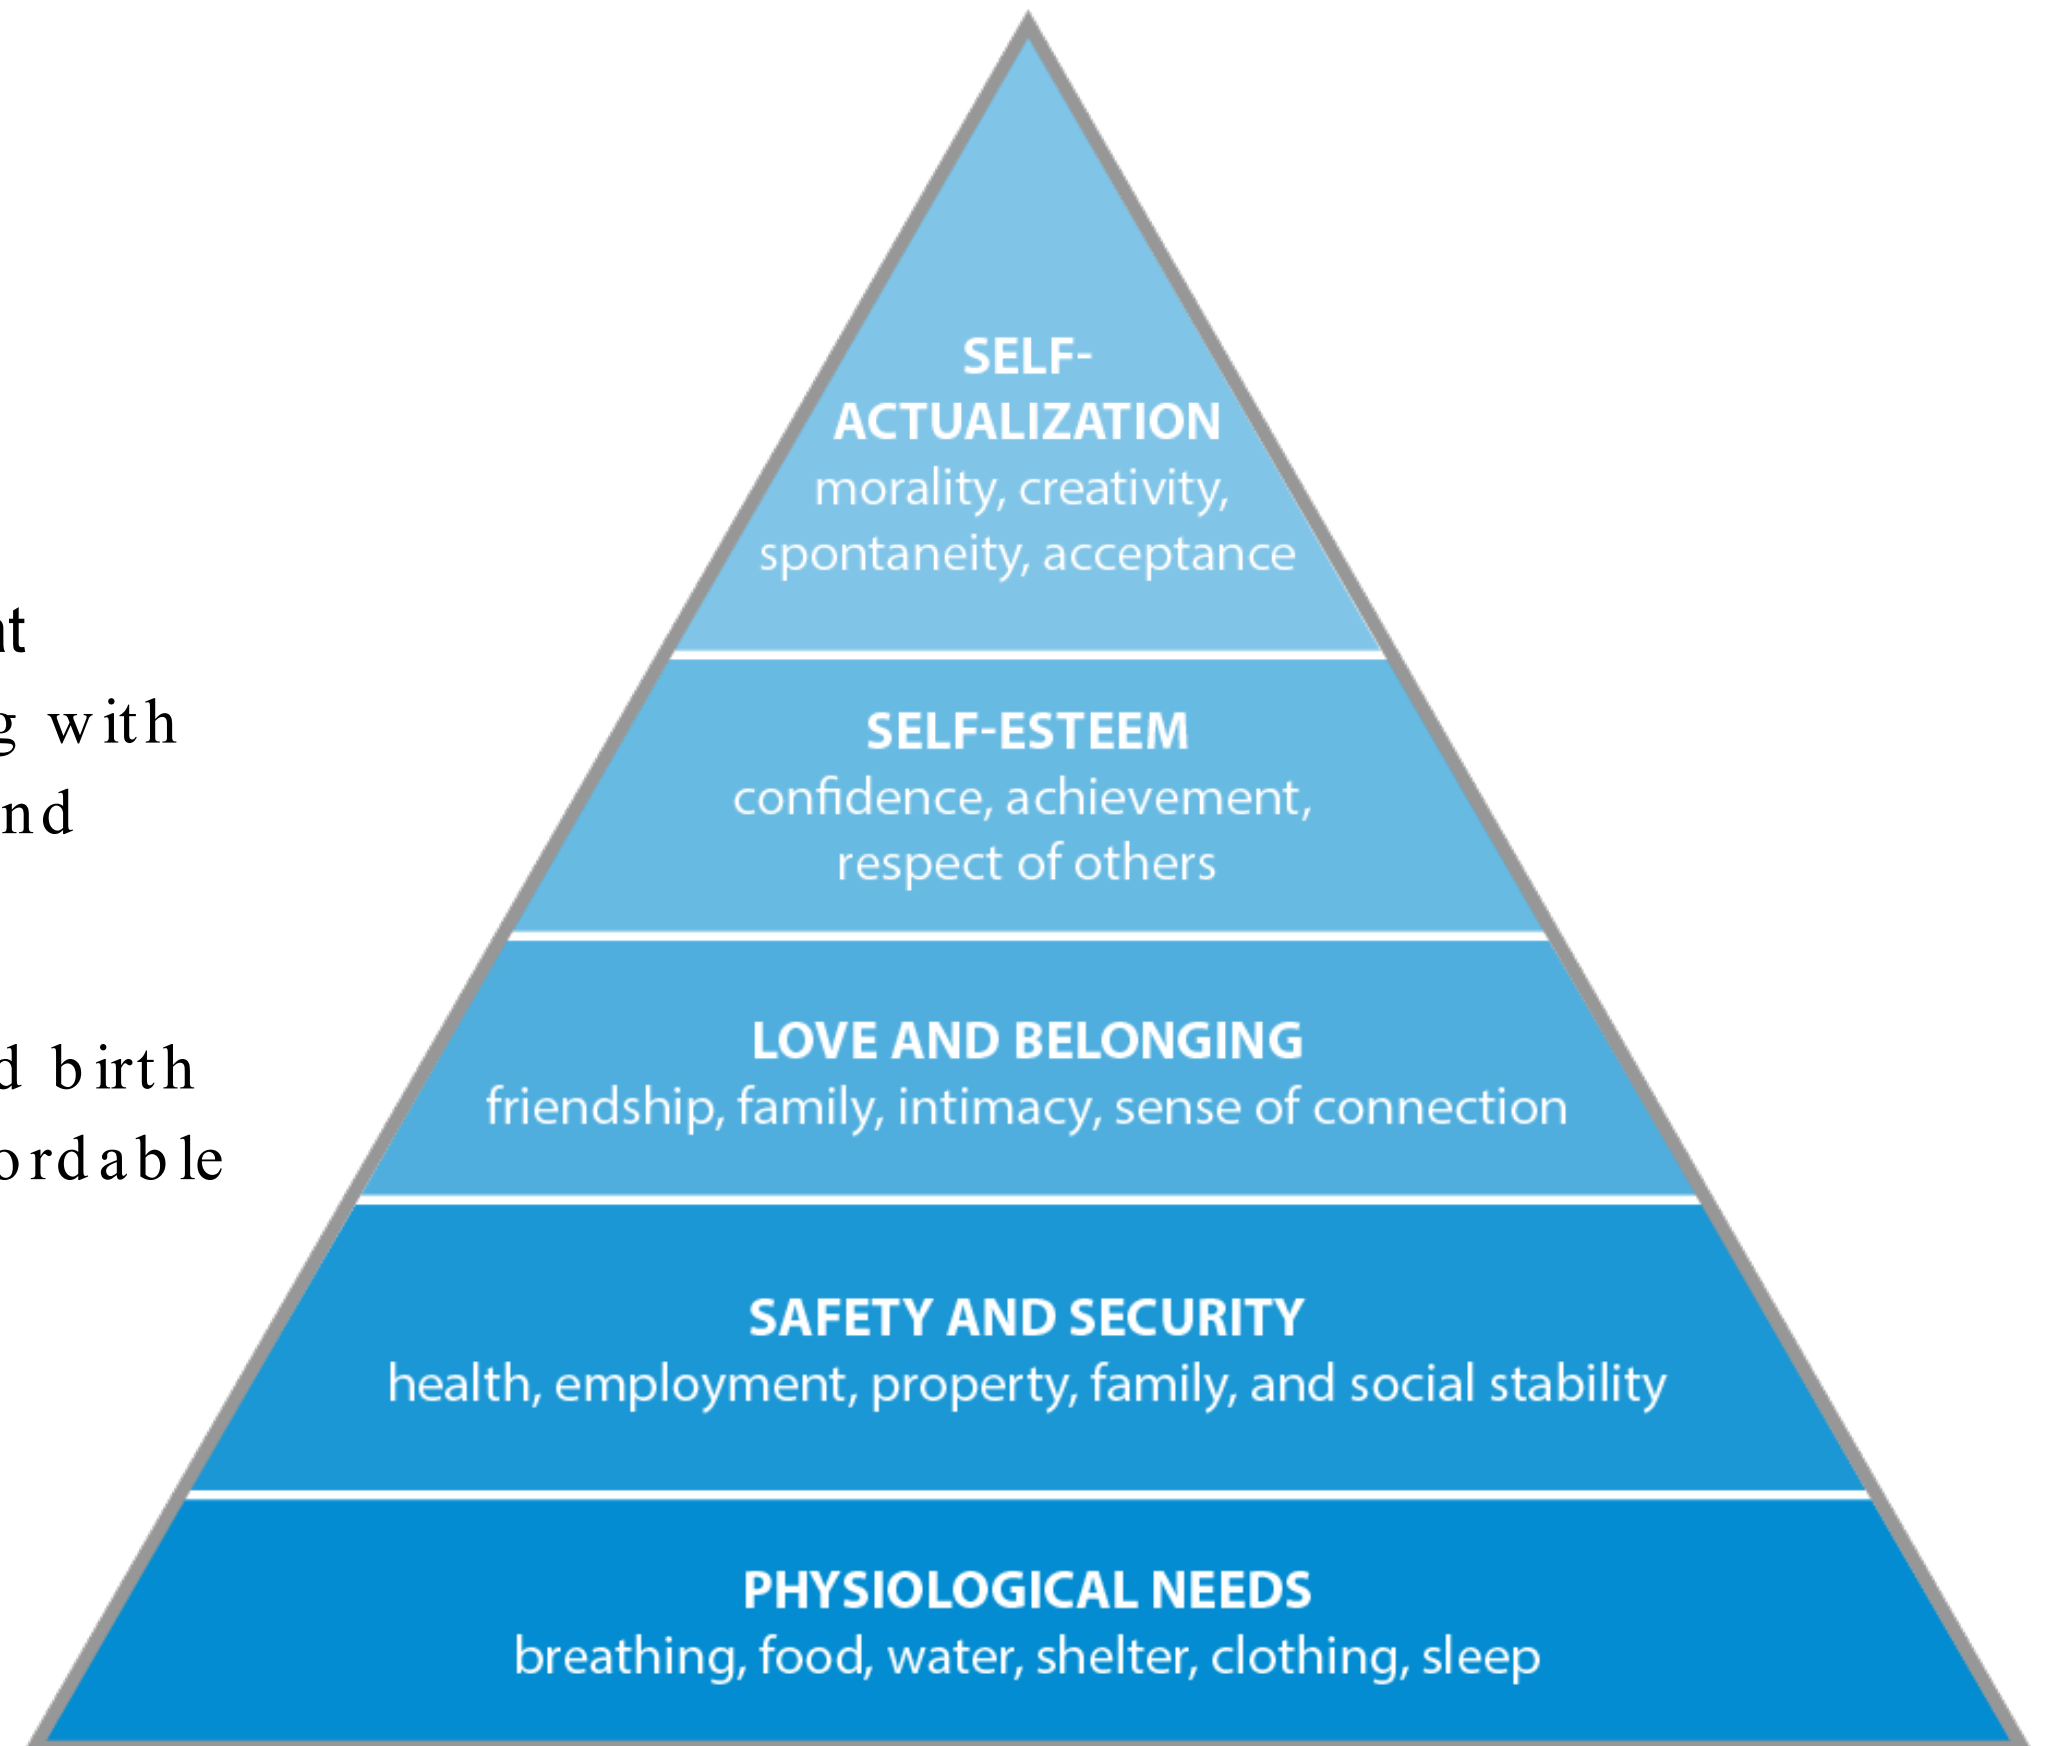 SELF-
ACTUALIZATION
morality, creativity,
spontaneity, acceptance
SELF-ESTEEM
confidence, achievement,
respect of others
LOVE AND BELONGING
friendship, family, intimacy, sense of connection
SAFETY AND SECURITY
health, employment, property, family, and social stability
PHYSIOLOGICAL NEEDS
breathing, food, water, shelter, clothing, sleep
with
birth